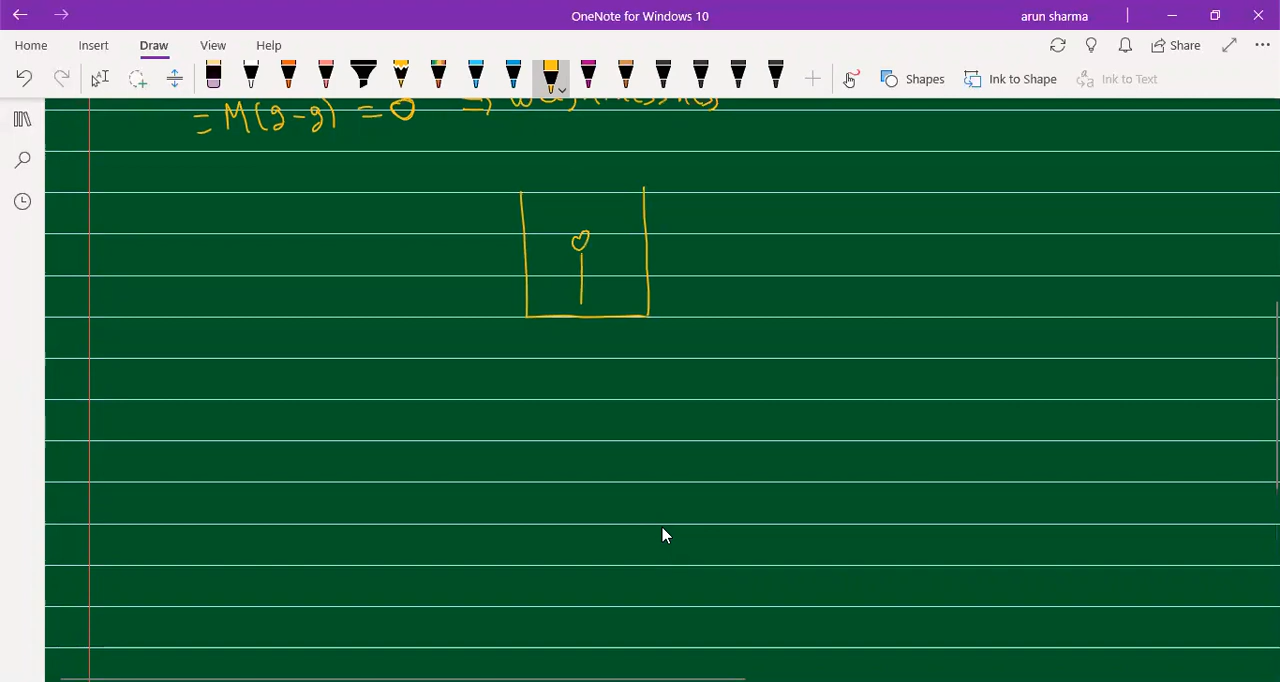 OneNote for Windows 10
arun sharma
Home Insert Draw View Help
Share
Shapes Ink to Shape Ink to Text
= M(g-g) = 0 ⇒